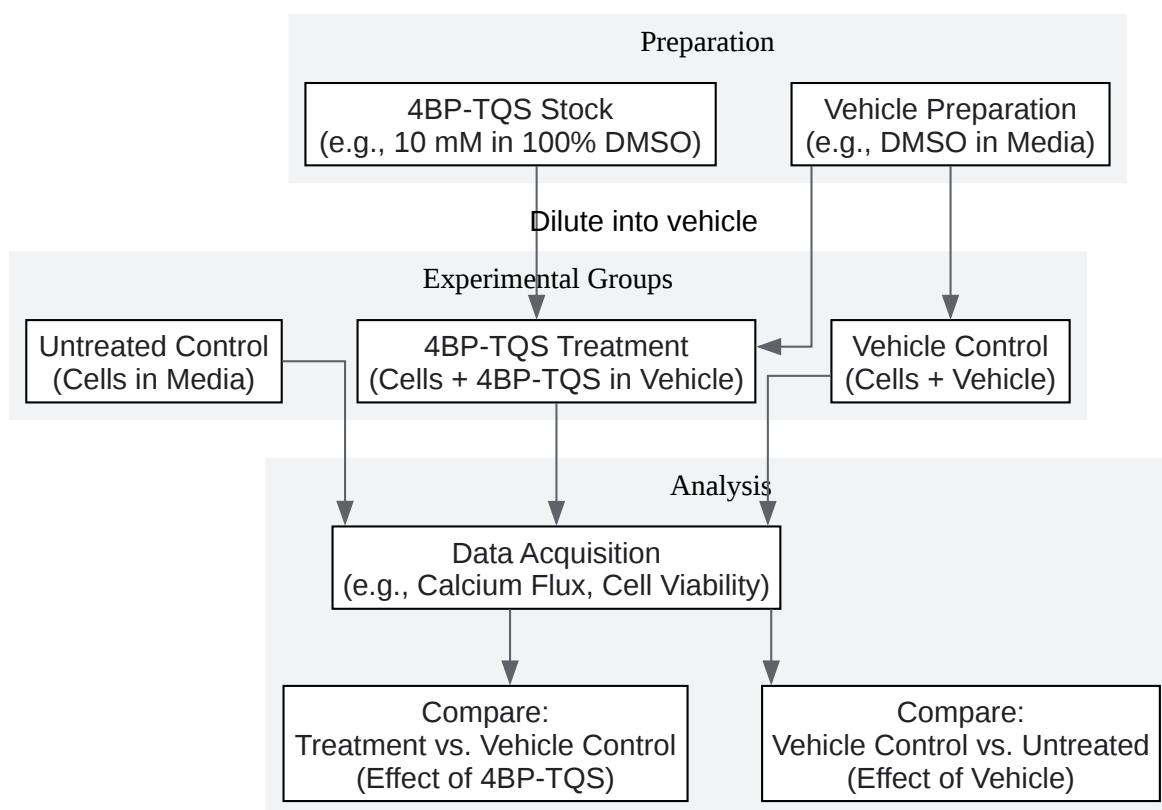 Preparation
4BP-TQS Stock
(e.g., 10 mM in 100% DMSO)
Vehicle Preparation
(e.g., DMSO in Media)
Dilute into vehicle
Experimental Groups
Untreated Control
(Cells in Media)
4BP-TQS Treatment
(Cells + 4BP-TQS in Vehicle)
Vehicle Control
(Cells + Vehicle)
Analysis
Data Acquisition
(e.g., Calcium Flux, Cell Viability)
Compare:
Treatment vs. Vehicle Control
(Effect of 4BP-TQS)
Compare:
Vehicle Control vs. Untreated
(Effect of Vehicle)